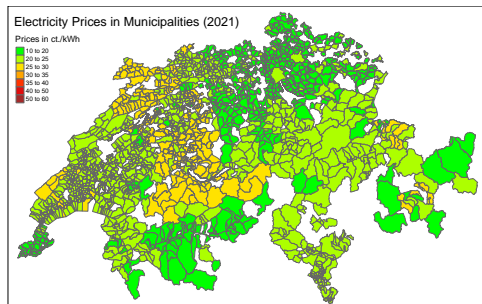 Electricity Prices in Municipalities (2021)
Prices in ct./kWh
10 to 20
20 to 25
25 to 30
30 to 35
35 to 40
40 to 50
50 to 60